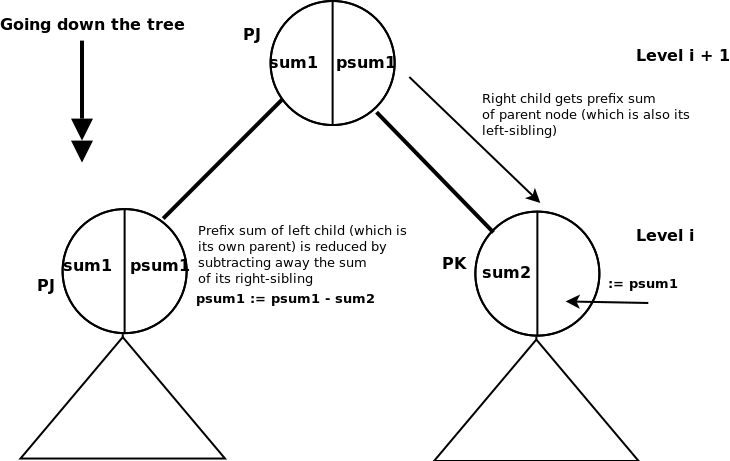 Going down the tree
PJ
sum1
psum1
Level i + 1
Right child gets prefix sum
of parent node (which is also its
left-sibling)
Prefix sum of left child (which is
its own parent) is reduced by
subtracting away the sum
of its right-sibling
psum1 := psum1 - sum2
Level i
sum1
psum1
PJ
PK
sum2
:= psum1